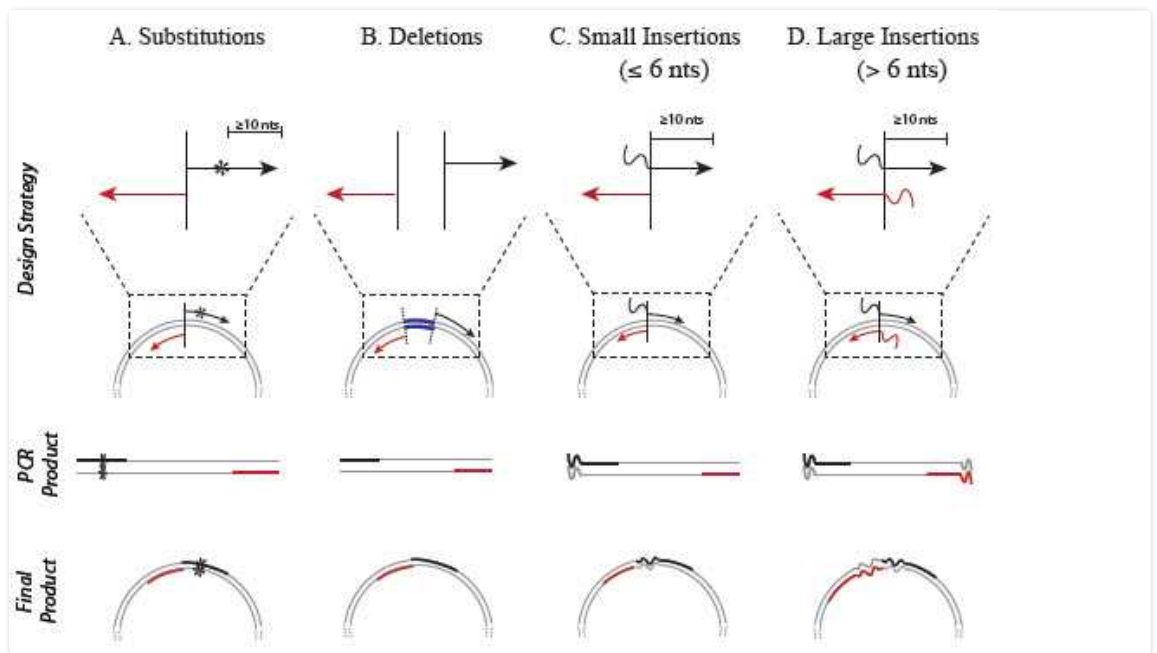 A. Substitutions
B. Deletions
C. Small Insertions
(≤ 6 nts)
D. Large Insertions
(> 6 nts)
Design Strategy
≥10 nts
≥10 nts
≥10 nts
*
*
PCR
Product
*
*
Final
Product
*
*